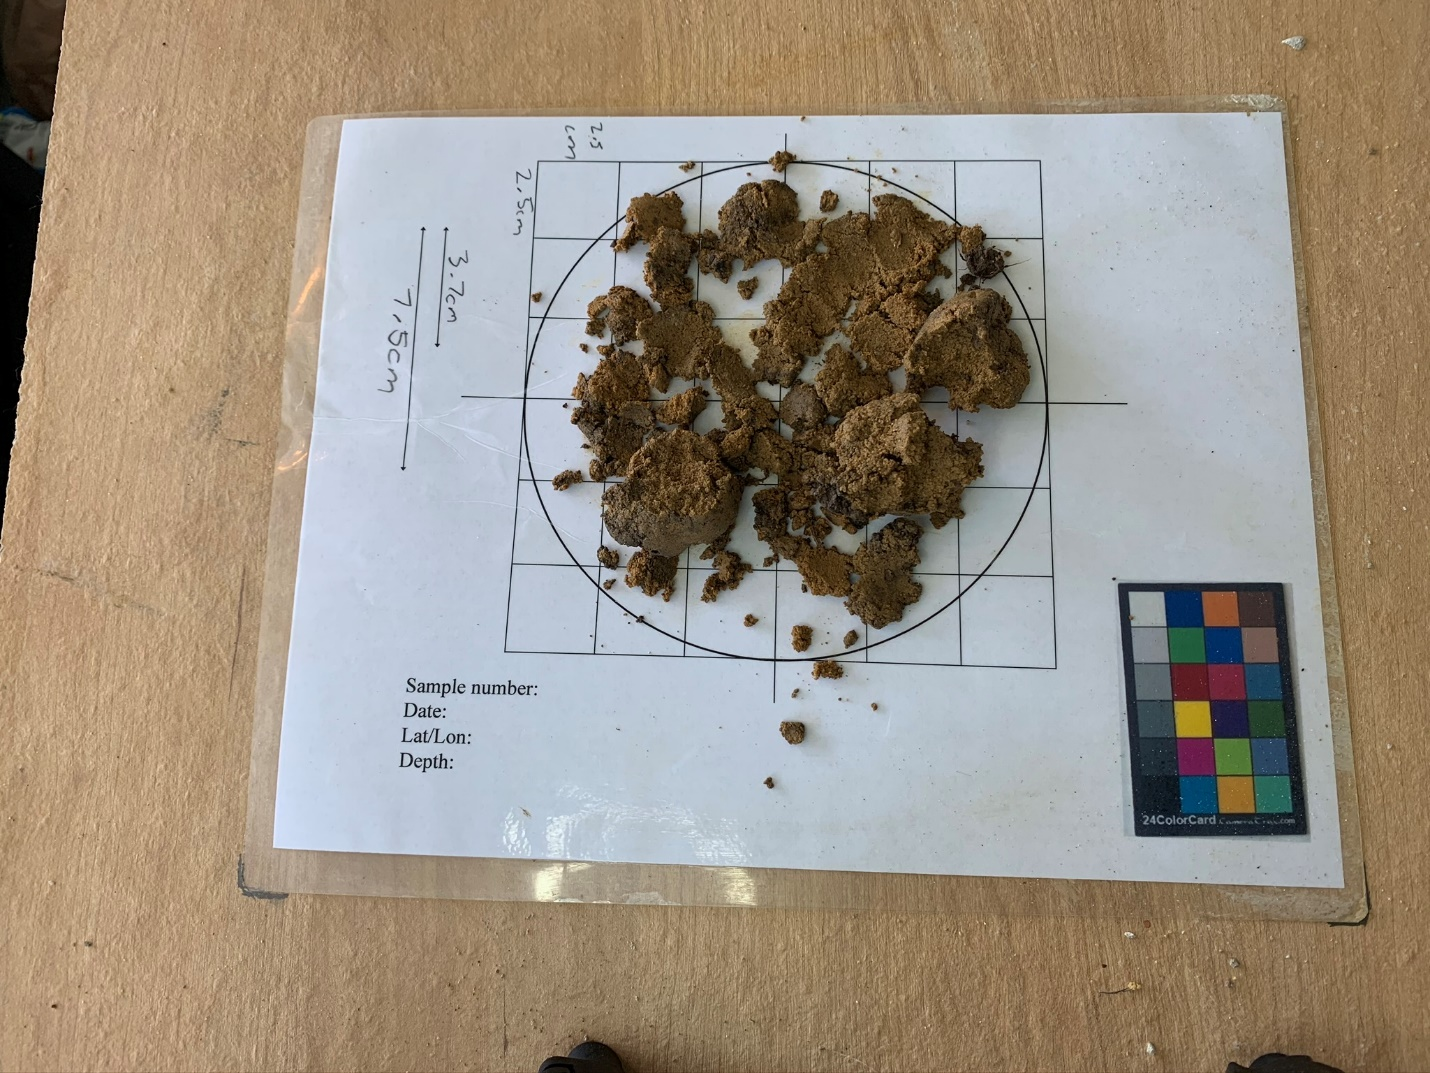 2.5
cm
2.5cm
3.7cm
7.5cm
Sample number:
Date:
Lat/Lon:
Depth:
24ColorCard